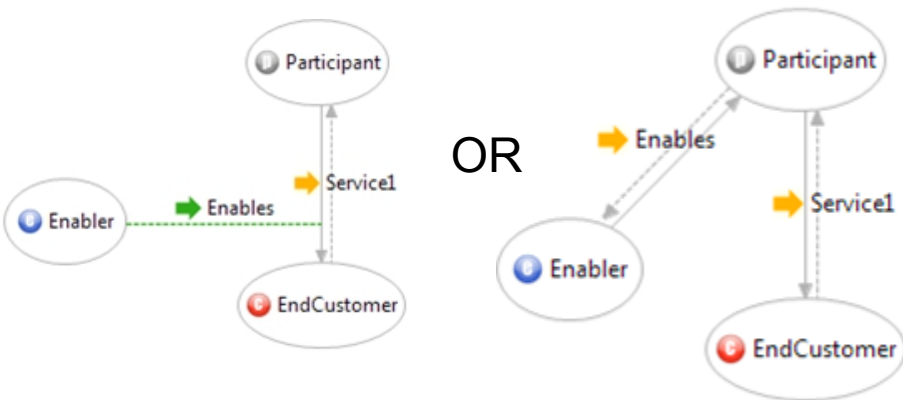 p Participant
Enables
Service1
e Enabler
c EndCustomer
OR
p Participant
Enables
Service1
e Enabler
c EndCustomer